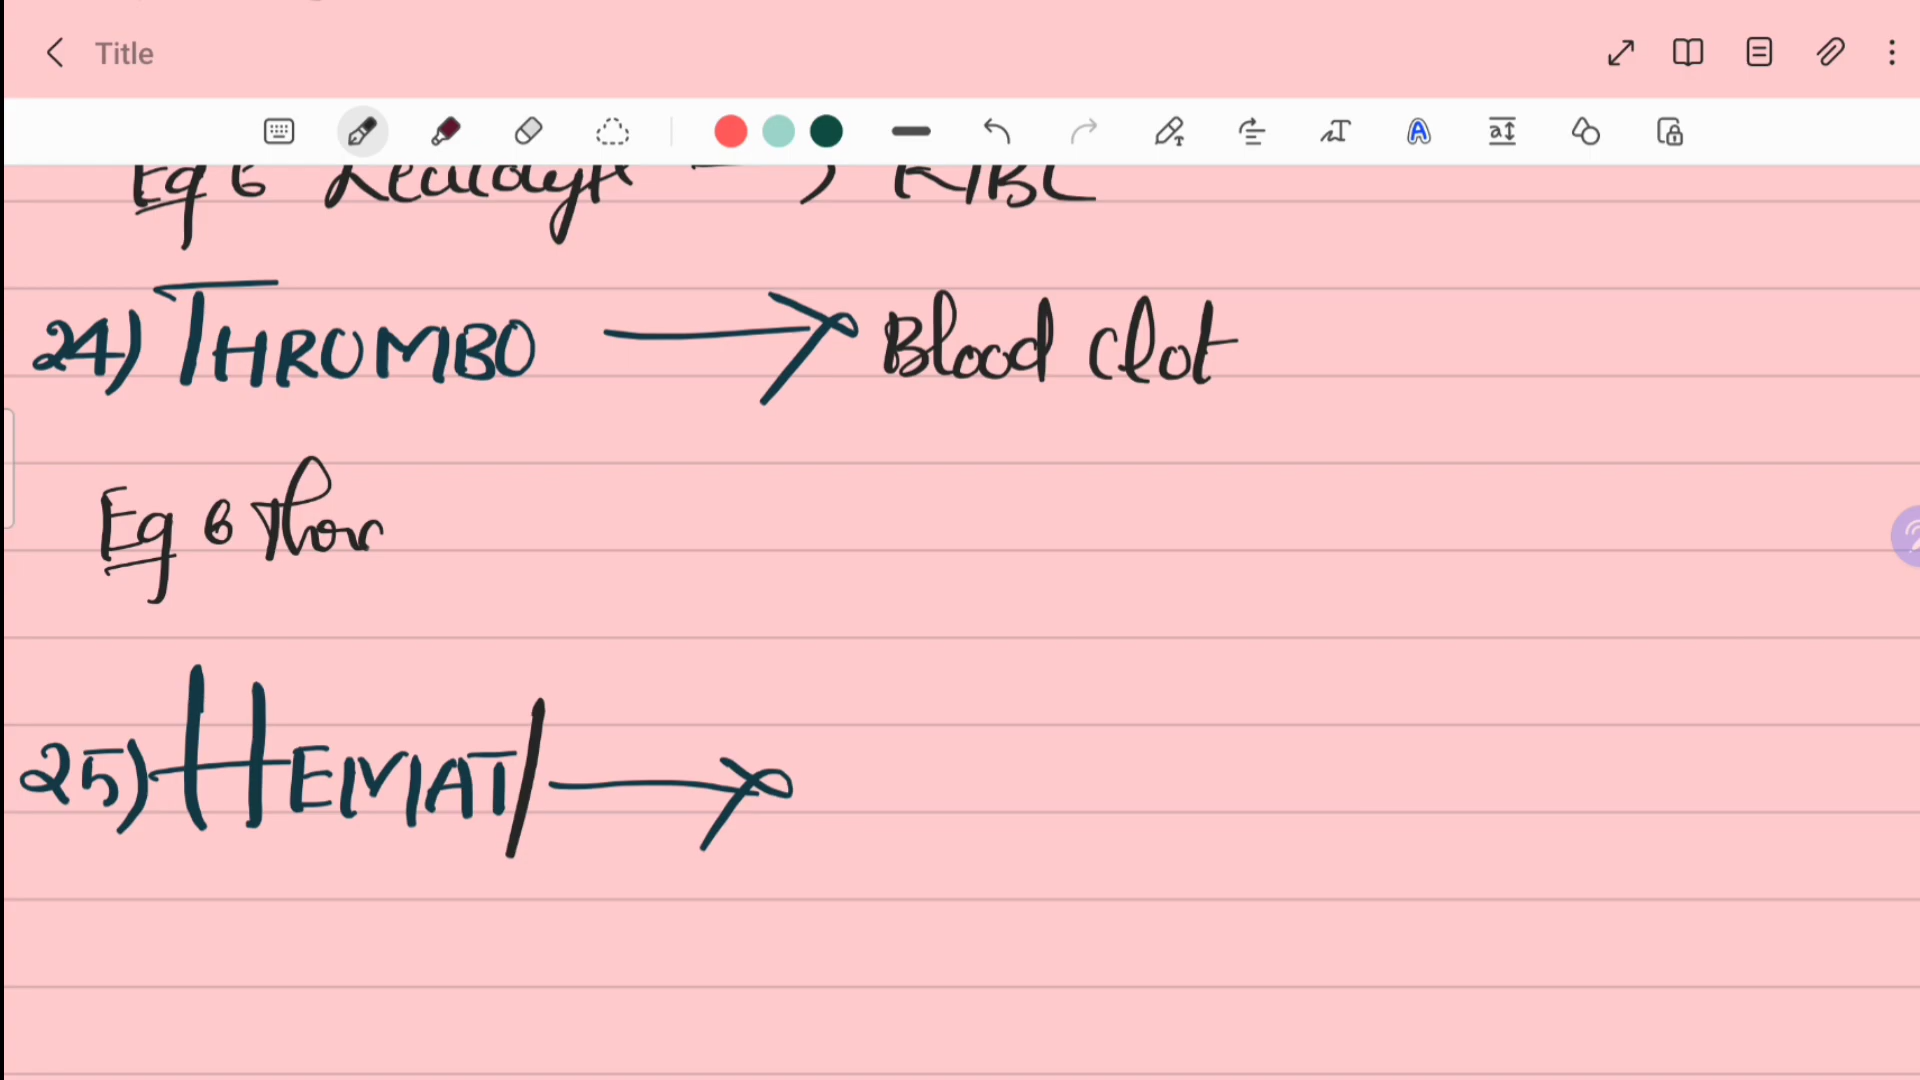 Title
24) THROMBO → Blood clot
Eg : Thor
25) HEMAT/ →